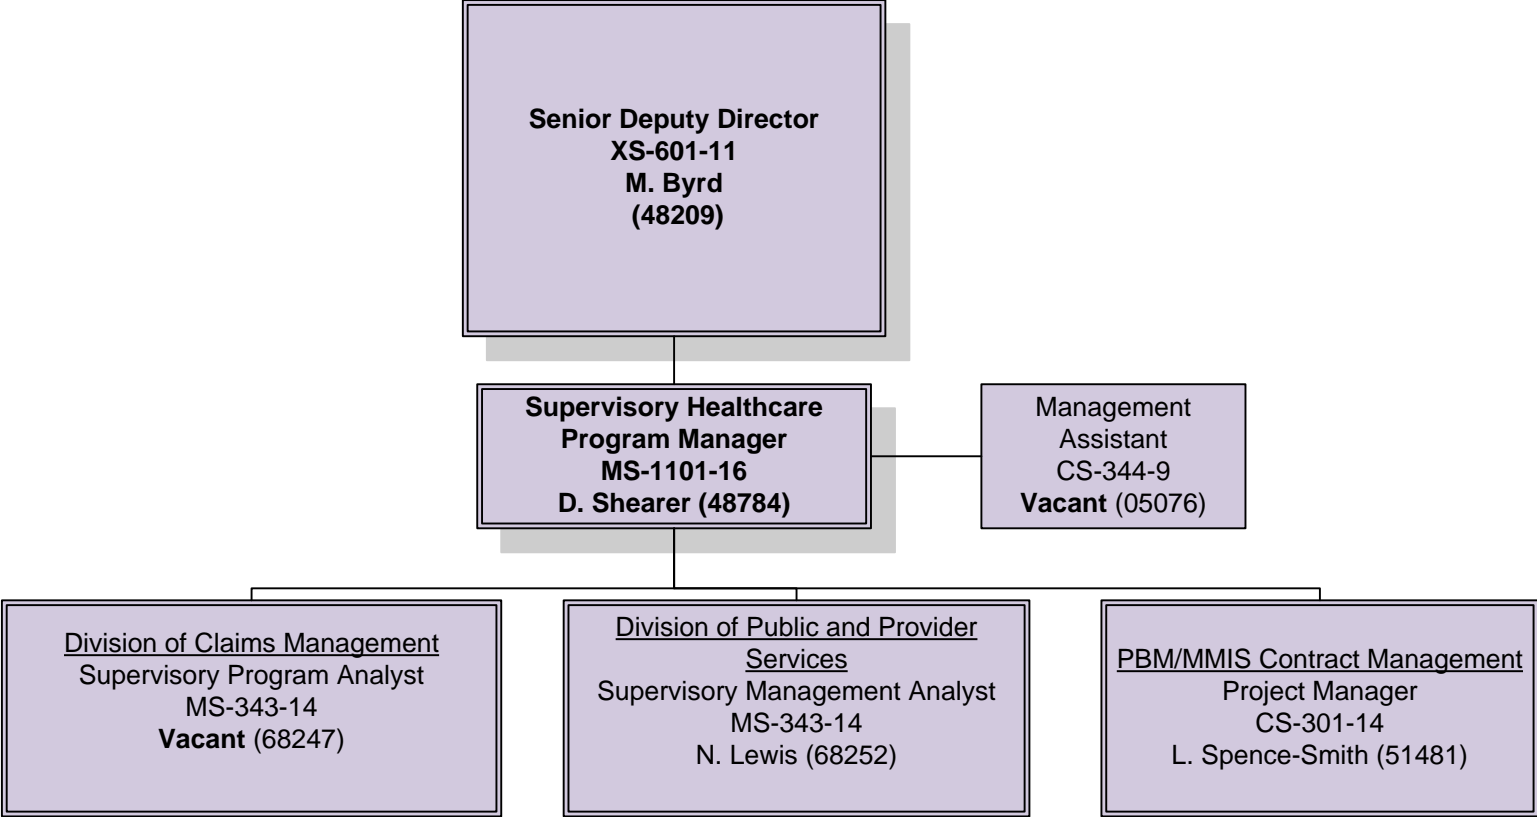 Senior Deputy Director
XS-601-11
M. Byrd
(48209)
Supervisory Healthcare
Program Manager
MS-1101-16
D. Shearer (48784)
Management
Assistant
CS-344-9
Vacant (05076)
Division of Claims Management
Supervisory Program Analyst
MS-343-14
Vacant (68247)
Division of Public and Provider
Services
Supervisory Management Analyst
MS-343-14
N. Lewis (68252)
PBM/MMIS Contract Management
Project Manager
CS-301-14
L. Spence-Smith (51481)